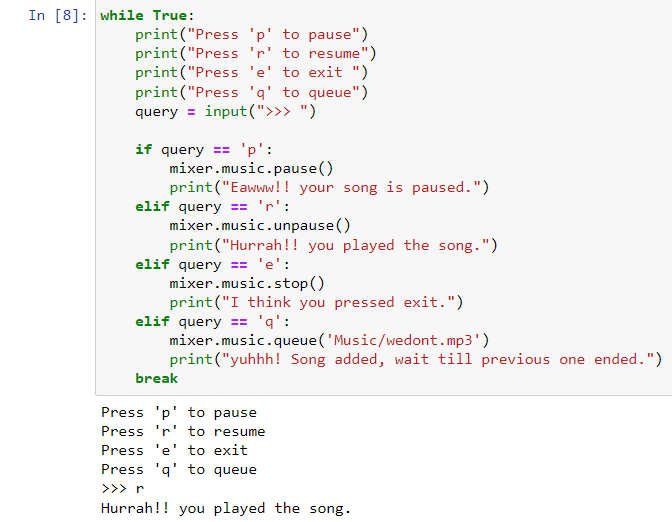 In [8]: while True:
    print("Press 'p' to pause")
    print("Press 'r' to resume")
    print("Press 'e' to exit ")
    print("Press 'q' to queue")
    query = input(">>> ")

    if query == 'p':
        mixer.music.pause()
        print("Eawww!! your song is paused.")
    elif query == 'r':
        mixer.music.unpause()
        print("Hurrah!! you played the song.")
    elif query == 'e':
        mixer.music.stop()
        print("I think you pressed exit.")
    elif query == 'q':
        mixer.music.queue('Music/wedont.mp3')
        print("yuhhh! Song added, wait till previous one ended.")
    break
Press 'p' to pause
Press 'r' to resume
Press 'e' to exit
Press 'q' to queue
>>> r
Hurrah!! you played the song.